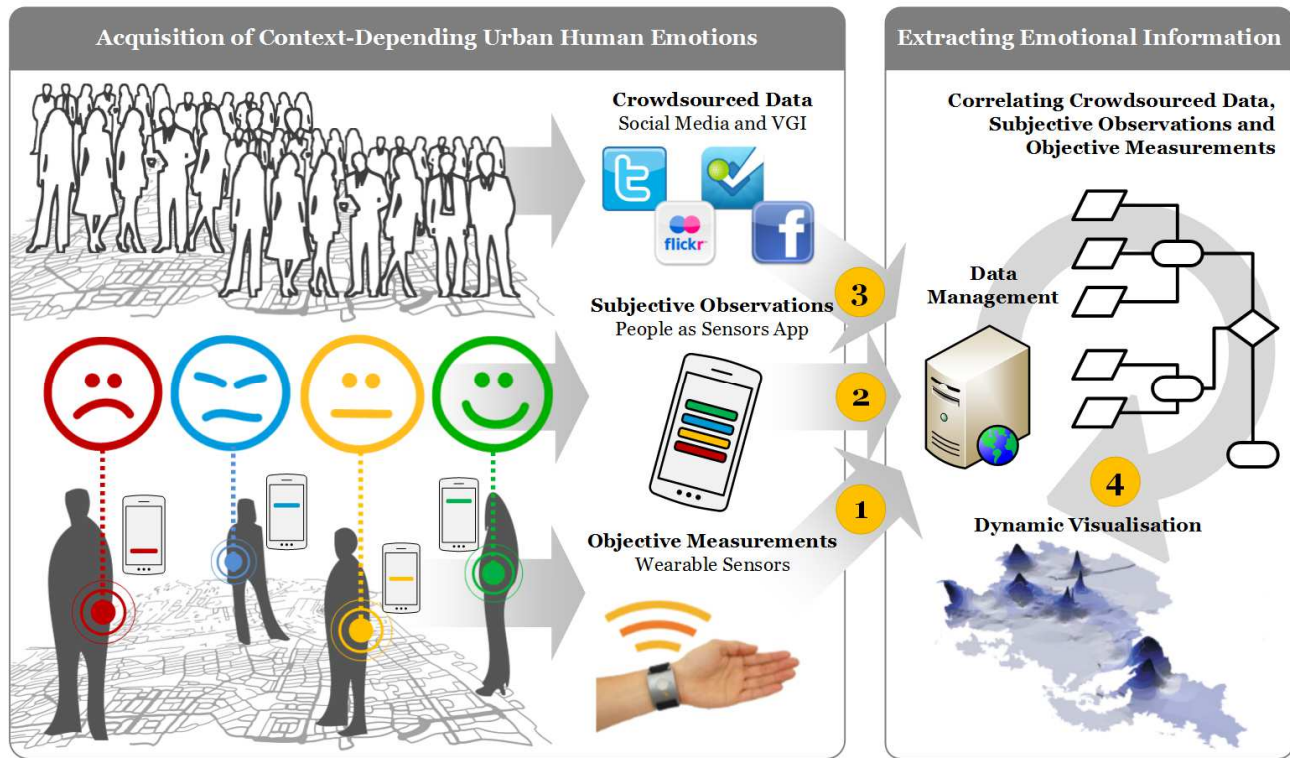 Acquisition of Context-Depending Urban Human Emotions
Crowdsourced Data
Social Media and VGI
t
flickr
f
3
Subjective Observations
People as Sensors App
2
1
Objective Measurements
Wearable Sensors
Extracting Emotional Information
Correlating Crowdsourced Data,
Subjective Observations and
Objective Measurements
Data
Management
4
Dynamic Visualisation